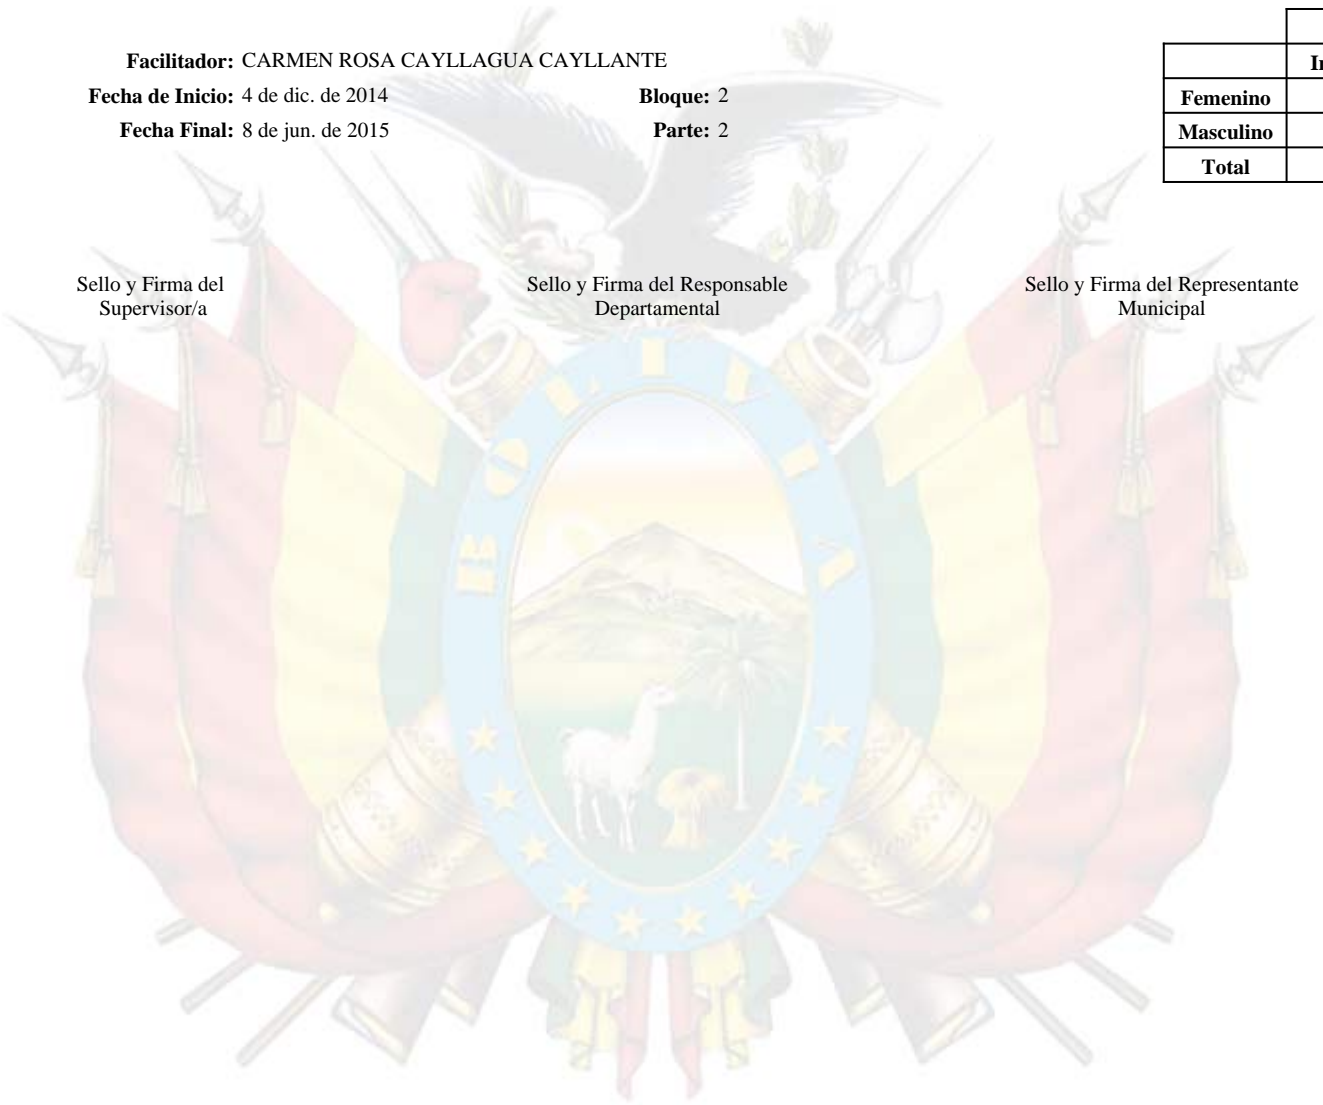 Facilitador: CARMEN ROSA CAYLLAGUA CAYLLANTE
Fecha de Inicio: 4 de dic. de 2014 Bloque: 2
Fecha Final: 8 de jun. de 2015 Parte: 2
Femenino
Masculino
Total
Sello y Firma del
Supervisor/a
Sello y Firma del Responsable
Departamental
Sello y Firma del Representante
Municipal
BOLIVIA